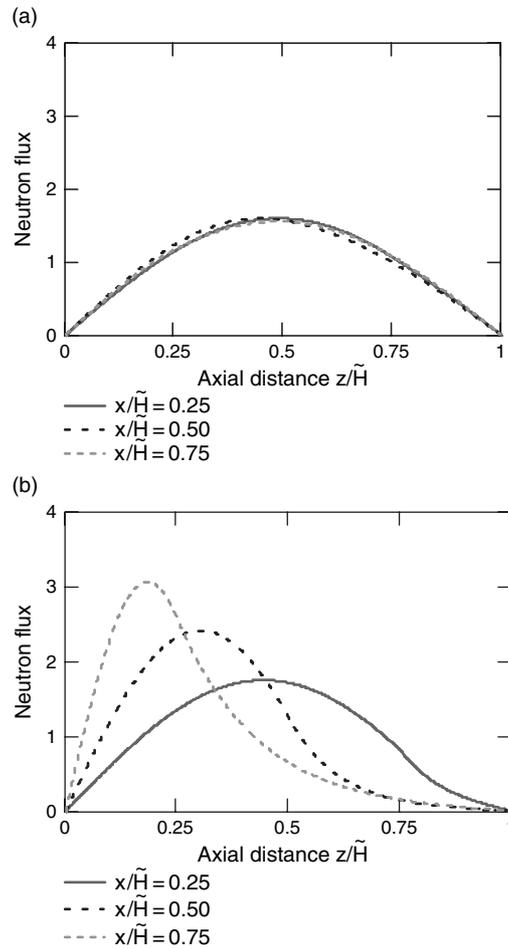 (a)
4
3
2
1
0
Neutron flux
0 0.25 0.5 0.75 1
Axial distance z/H̃
x/H̃ = 0.25
x/H̃ = 0.50
x/H̃ = 0.75
(b)
4
3
2
1
0
Neutron flux
0 0.25 0.5 0.75
Axial distance z/H̃
x/H̃ = 0.25
x/H̃ = 0.50
x/H̃ = 0.75